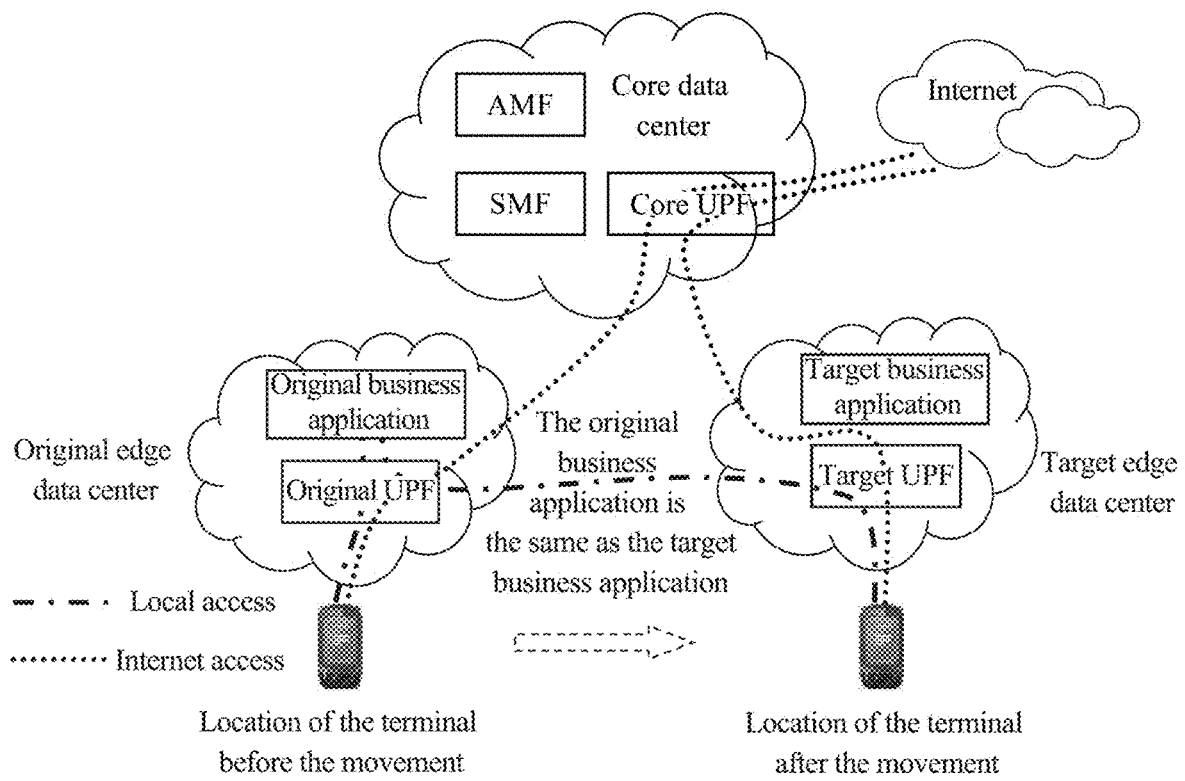 AMF
Core data
center
Internet
SMF
Core UPF
Original business
application
Target business
application
Original edge
data center
Original UPF
The original
business
application is
the same as the target
business application
Target UPF
Target edge
data center
Local access
Internet access
Location of the terminal
before the movement
Location of the terminal
after the movement